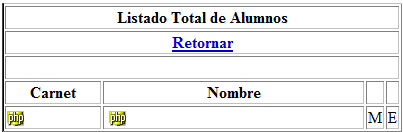 Listado Total de Alumnos
Retornar
Carnet Nombre
php php M E